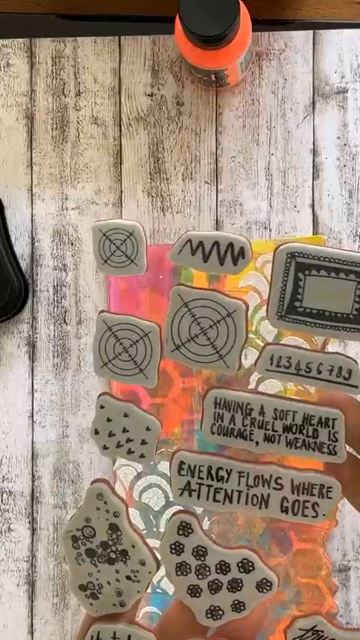 123456789
HAVING A SOFT HEART
IN A CRUEL WORLD IS
COURAGE, NOT WEAKNESS
ENERGY FLOWS WHERE
ATTENTION GOES.